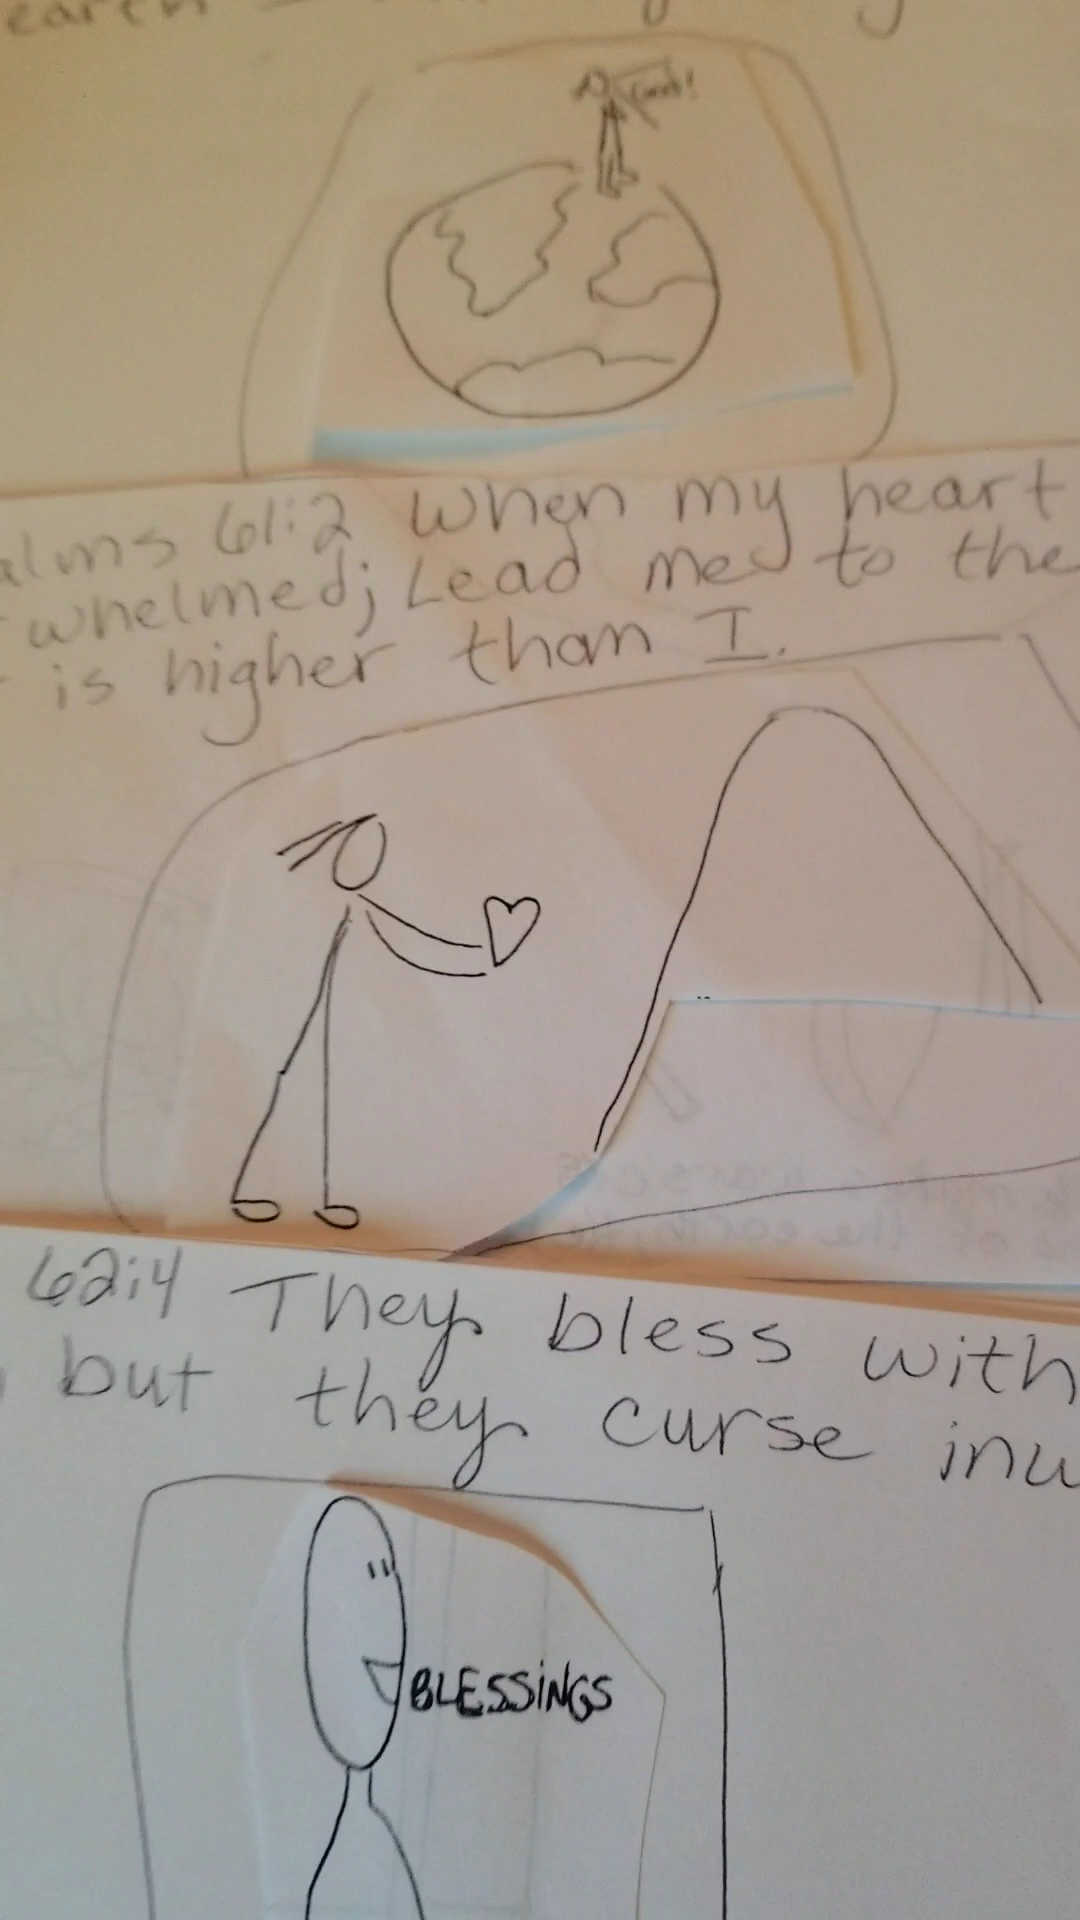 earth
alms 61:2 When my heart
whelmed; Lead me to the
is higher than I.
62:4 They bless with
but they curse inw
BLESSINGS